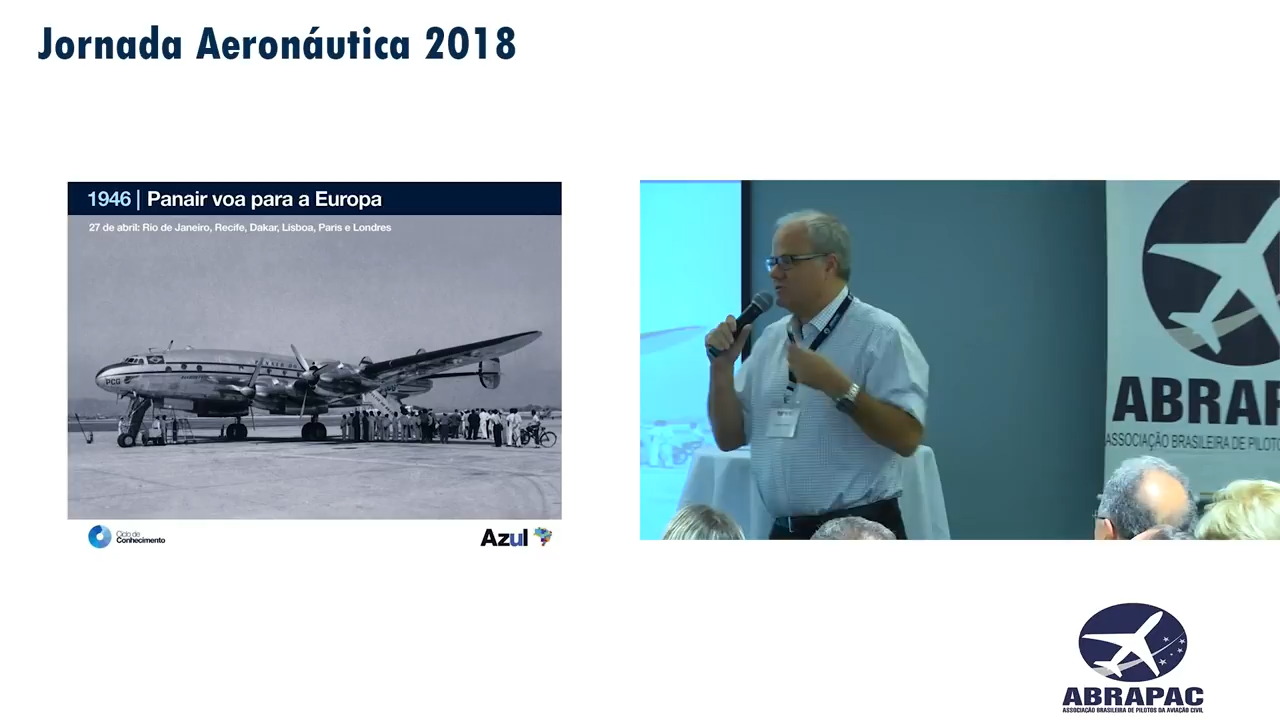 Jornada Aeronáutica 2018
1946 | Panair voa para a Europa
27 de abril: Rio de Janeiro, Recife, Dakar, Lisboa, Paris e Londres
PCG
Ciclo de
Conhecimento
Azul
ABRAPA
ASSOCIAÇÃO BRASILEIRA DE PILOTO
ABRAPAC
ASSOCIAÇÃO BRASILEIRA DE PILOTOS DA AVIAÇÃO CIVIL